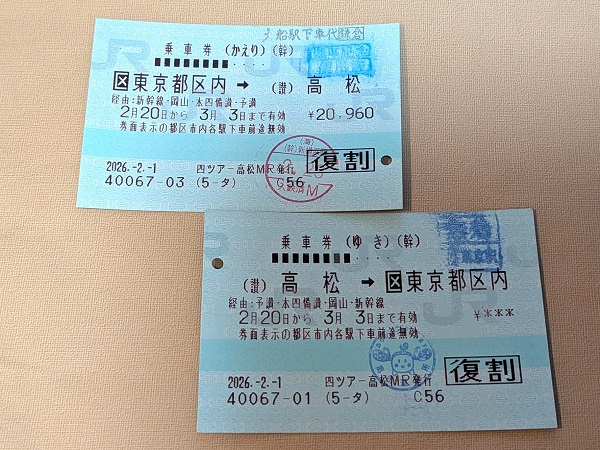 船駅下車代
鎌倉
乗車券 (かえり) (幹)
区東京都区内 → (讃) 高松
経由:新幹線・岡山・本四備讃・予讃
2月20日から 3月 3日まで有効 ¥20,960
券面表示の都区市内各駅下車前途無効
2026.-2.-1 四ツアー高松MR発行 復割
40067-03 (5-タ) C56
乗車券 (ゆき) (幹)
(讃) 高松 → 区東京都区内
経由:予讃・本四備讃・岡山・新幹線
2月20日から 3月 3日まで有効 ¥***
券面表示の都区市内各駅下車前途無効
2026.-2.-1 四ツアー高松MR発行 復割
40067-01 (5-タ) C56